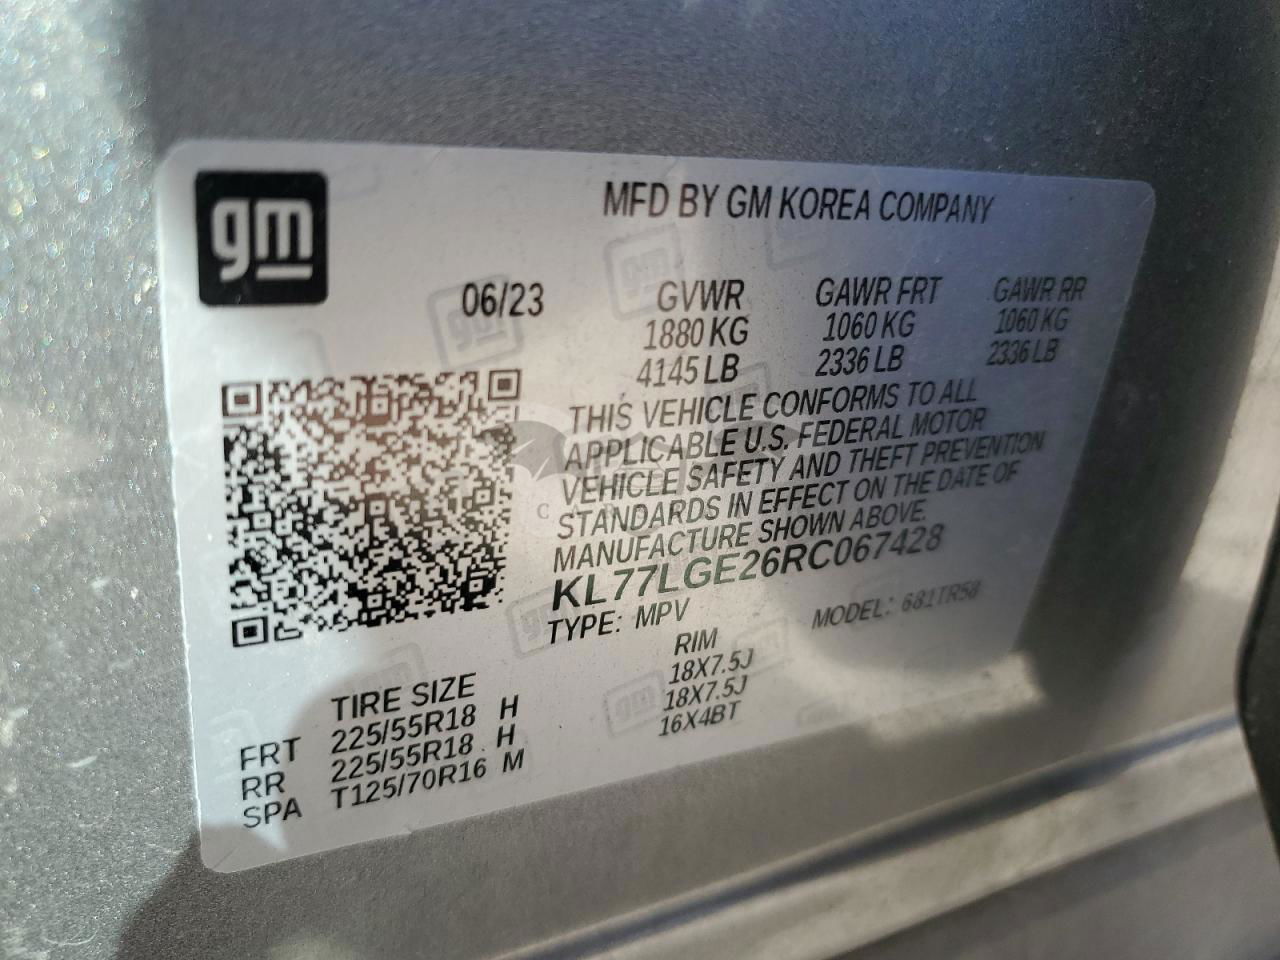 gm
MFD BY GM KOREA COMPANY
06/23 GVWR GAWR FRT GAWR RR
1880 KG 1060 KG 1060 KG
4145 LB 2336 LB 2336 LB
THIS VEHICLE CONFORMS TO ALL
APPLICABLE U.S. FEDERAL MOTOR
VEHICLE SAFETY AND THEFT PREVENTION
STANDARDS IN EFFECT ON THE DATE OF
MANUFACTURE SHOWN ABOVE.
KL77LGE26RC067428
TYPE: MPV MODEL: 681TR58
TIRE SIZE RIM
FRT 225/55R18 H 18X7.5J
RR 225/55R18 H 18X7.5J
SPA T125/70R16 M 16X4BT